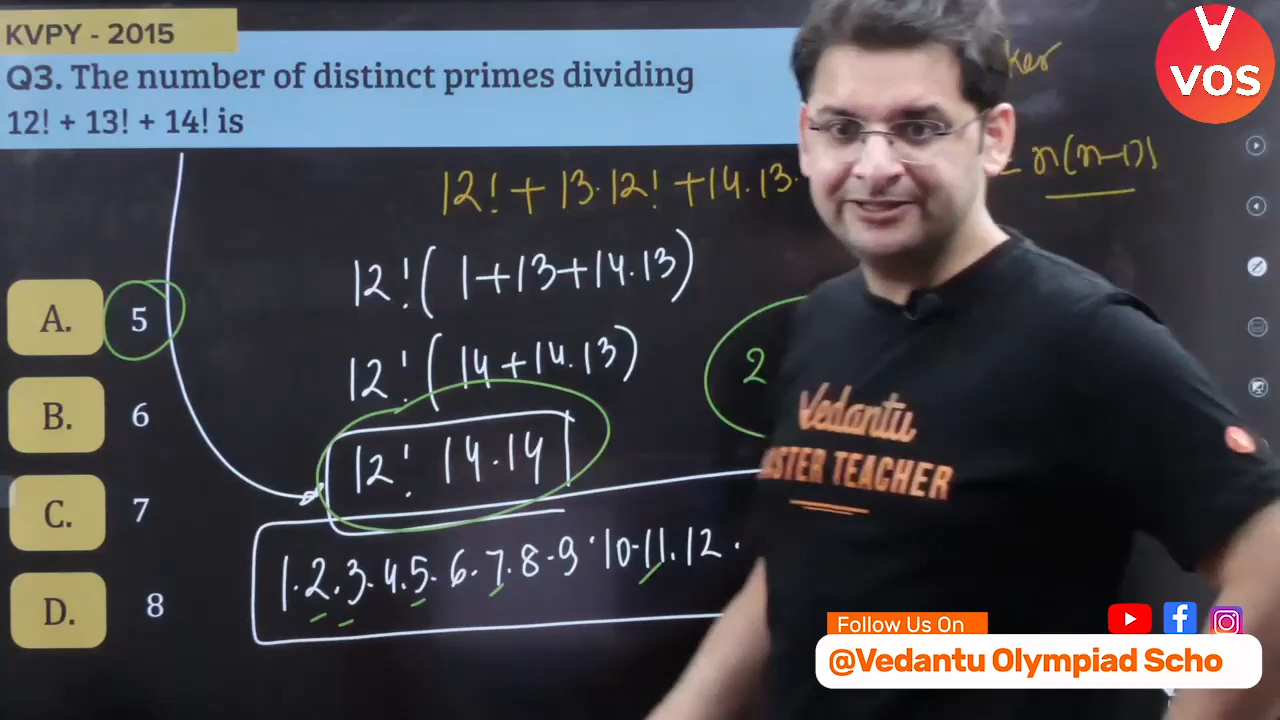 KVPY - 2015
Q3. The number of distinct primes dividing
12! + 13! + 14! is
VOS
ker
n(n-1)!
12! + 13·12! + 14·13·
12! ( 1+13+14·13)
12! ( 14+14·13)
12! 14·14
1·2·3·4·5·6·7·8·9·10·11·12·
2
A. 5
B. 6
C. 7
D. 8
Vedantu
STER TEACHER
Follow Us On
@Vedantu Olympiad Scho